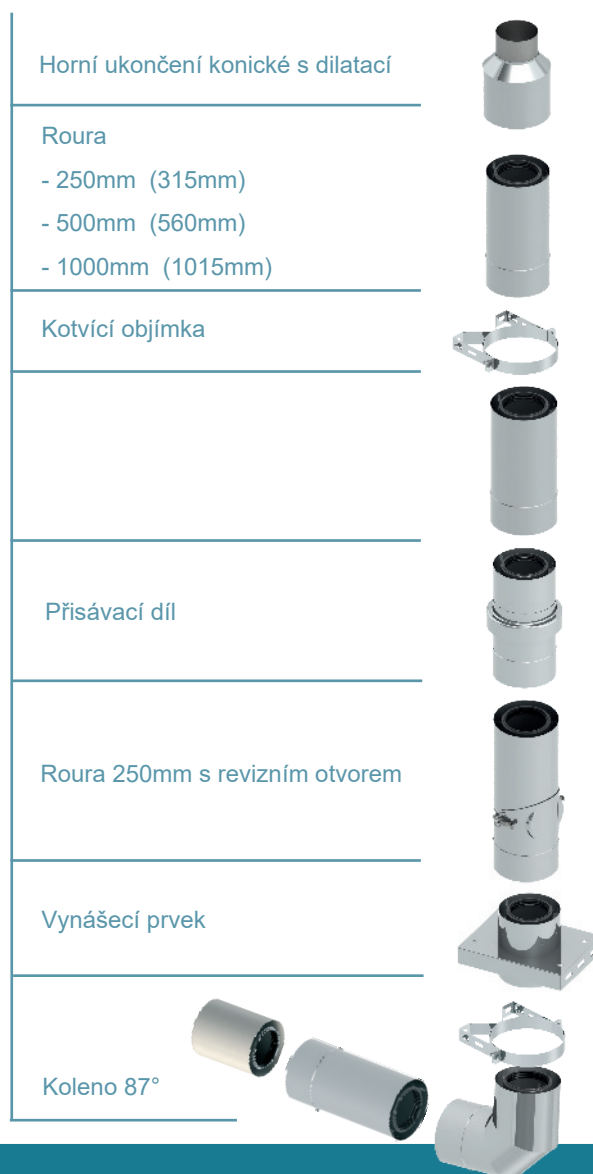 Horní ukončení konické s dilatací
Roura
- 250mm (315mm)
- 500mm (560mm)
- 1000mm (1015mm)
Kotvící objímka
Přisávací díl
Roura 250mm s revizním otvorem
Vynášecí prvek
Koleno 87°